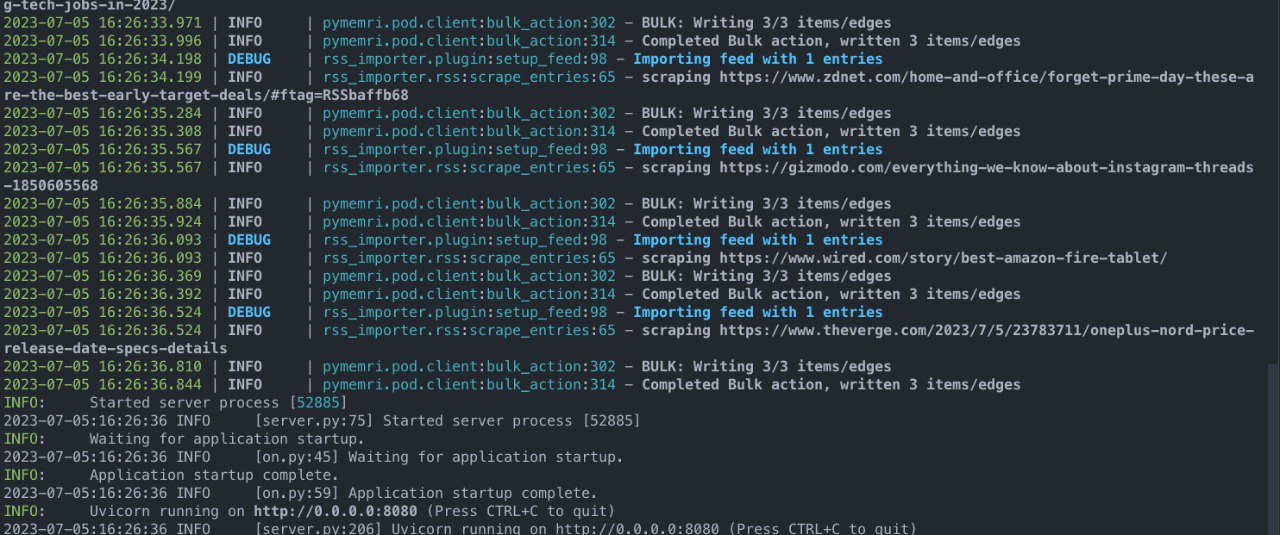 g-tech-jobs-in-2023/
2023-07-05 16:26:33.971 | INFO     | pymemri.pod.client:bulk_action:302 - BULK: Writing 3/3 items/edges
2023-07-05 16:26:33.996 | INFO     | pymemri.pod.client:bulk_action:314 - Completed Bulk action, written 3 items/edges
2023-07-05 16:26:34.198 | DEBUG    | rss_importer.plugin:setup_feed:98 - Importing feed with 1 entries
2023-07-05 16:26:34.199 | INFO     | rss_importer.rss:scrape_entries:65 - scraping https://www.zdnet.com/home-and-office/forget-prime-day-these-a
re-the-best-early-target-deals/#ftag=RSSbaffb68
2023-07-05 16:26:35.284 | INFO     | pymemri.pod.client:bulk_action:302 - BULK: Writing 3/3 items/edges
2023-07-05 16:26:35.308 | INFO     | pymemri.pod.client:bulk_action:314 - Completed Bulk action, written 3 items/edges
2023-07-05 16:26:35.567 | DEBUG    | rss_importer.plugin:setup_feed:98 - Importing feed with 1 entries
2023-07-05 16:26:35.567 | INFO     | rss_importer.rss:scrape_entries:65 - scraping https://gizmodo.com/everything-we-know-about-instagram-threads
-1850605568
2023-07-05 16:26:35.884 | INFO     | pymemri.pod.client:bulk_action:302 - BULK: Writing 3/3 items/edges
2023-07-05 16:26:35.924 | INFO     | pymemri.pod.client:bulk_action:314 - Completed Bulk action, written 3 items/edges
2023-07-05 16:26:36.093 | DEBUG    | rss_importer.plugin:setup_feed:98 - Importing feed with 1 entries
2023-07-05 16:26:36.093 | INFO     | rss_importer.rss:scrape_entries:65 - scraping https://www.wired.com/story/best-amazon-fire-tablet/
2023-07-05 16:26:36.369 | INFO     | pymemri.pod.client:bulk_action:302 - BULK: Writing 3/3 items/edges
2023-07-05 16:26:36.392 | INFO     | pymemri.pod.client:bulk_action:314 - Completed Bulk action, written 3 items/edges
2023-07-05 16:26:36.524 | DEBUG    | rss_importer.plugin:setup_feed:98 - Importing feed with 1 entries
2023-07-05 16:26:36.524 | INFO     | rss_importer.rss:scrape_entries:65 - scraping https://www.theverge.com/2023/7/5/23783711/oneplus-nord-price-
release-date-specs-details
2023-07-05 16:26:36.810 | INFO     | pymemri.pod.client:bulk_action:302 - BULK: Writing 3/3 items/edges
2023-07-05 16:26:36.844 | INFO     | pymemri.pod.client:bulk_action:314 - Completed Bulk action, written 3 items/edges
INFO:     Started server process [52885]
2023-07-05:16:26:36 INFO     [server.py:75] Started server process [52885]
INFO:     Waiting for application startup.
2023-07-05:16:26:36 INFO     [on.py:45] Waiting for application startup.
INFO:     Application startup complete.
2023-07-05:16:26:36 INFO     [on.py:59] Application startup complete.
INFO:     Uvicorn running on http://0.0.0.0:8080 (Press CTRL+C to quit)
2023-07-05:16:26:36 INFO     [server.py:206] Uvicorn running on http://0.0.0.0:8080 (Press CTRL+C to quit)